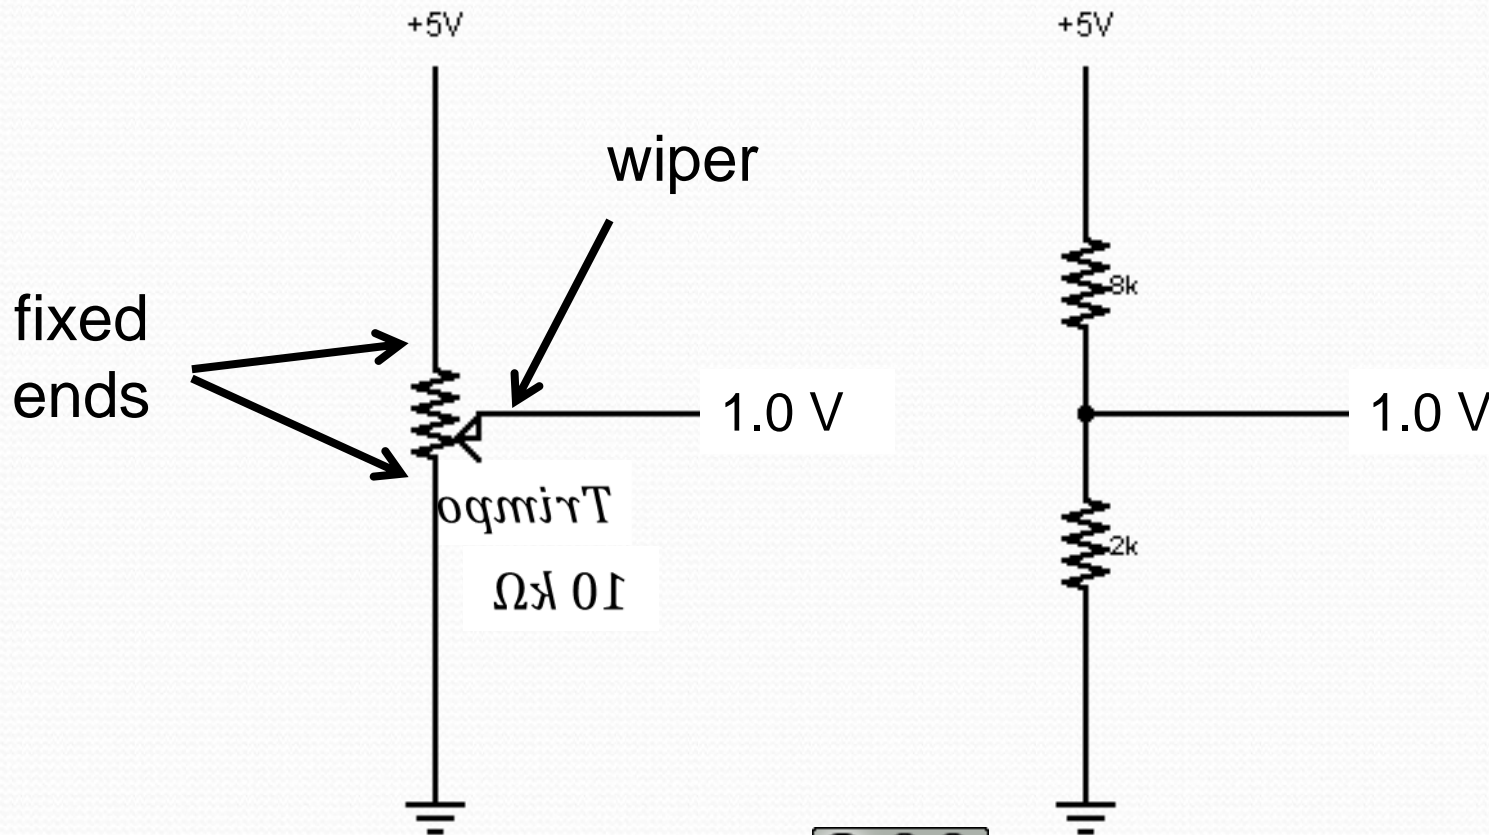 +5V
+5V
wiper
fixed
ends
8k
1.0 V
1.0 V
Trimpo
10 kΩ
2k